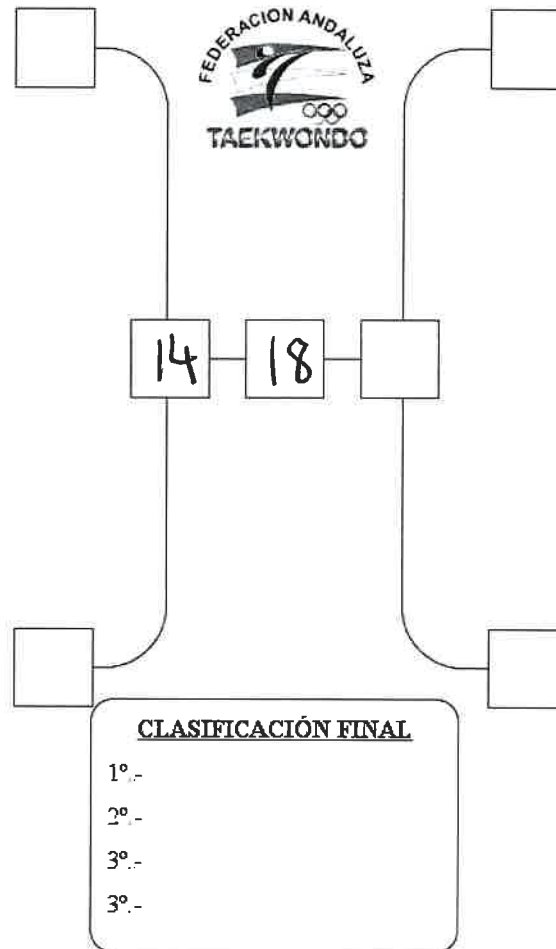 FEDERACION ANDALUZA
TAEKWONDO
14 18
CLASIFICACIÓN FINAL
1º.-
2º.-
3º.-
3º.-